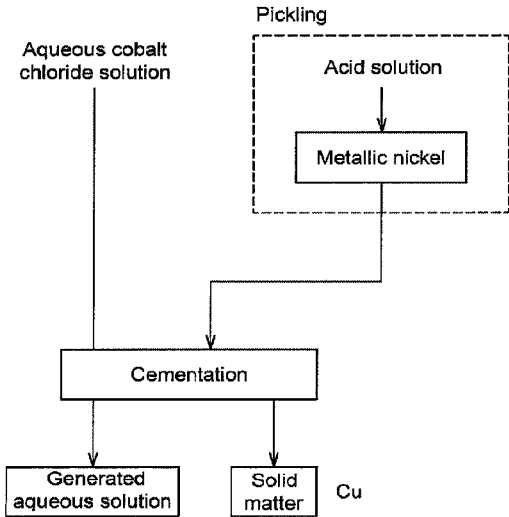 Pickling
Aqueous cobalt
chloride solution
Acid solution
Metallic nickel
Cementation
Generated
aqueous solution
Solid
matter
Cu